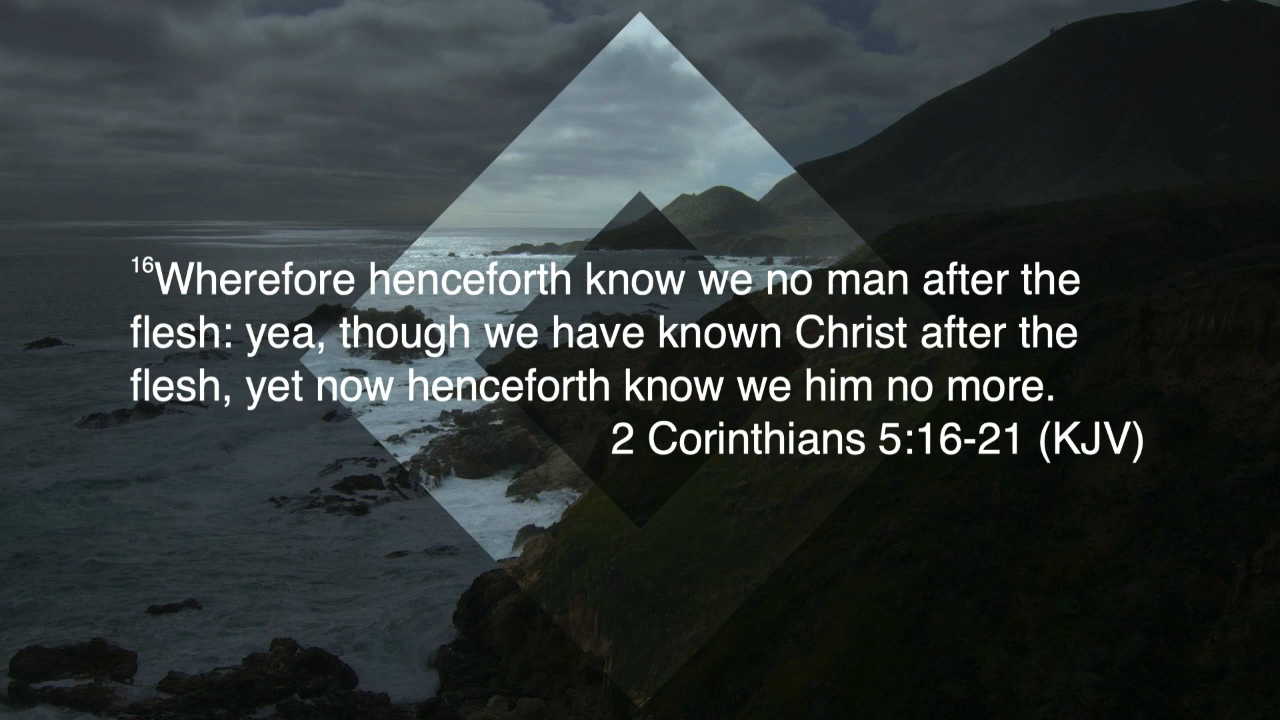 16Wherefore henceforth know we no man after the
flesh: yea, though we have known Christ after the
flesh, yet now henceforth know we him no more.
2 Corinthians 5:16-21 (KJV)